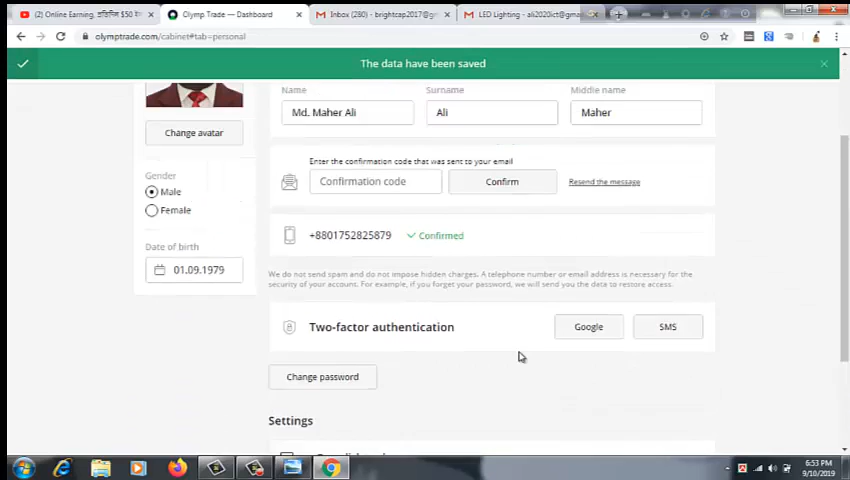 (2) Online Earning, প্রতিদিন $50
Olymp Trade — Dashboard
Inbox (280) - brightcap2017@g
LED Lighting - ali2020ict@gma
olymptrade.com/cabinet#tab=personal
The data have been saved
Name
Surname
Middle name
Md. Maher Ali
Ali
Maher
Change avatar
Enter the confirmation code that was sent to your email
Confirmation code
Confirm
Resend the message
Gender
Male
Female
+8801752825879
Confirmed
Date of birth
01.09.1979
We do not send spam and do not impose hidden charges. A telephone number or email address is necessary for the
security of your account. For example, if you forget your password, we will send you the data to restore access.
Two-factor authentication
Google
SMS
Change password
Settings
6:53 PM
9/10/2019